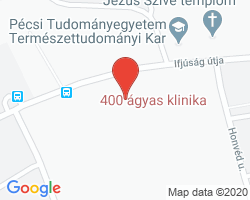 Jézus Szíve templom
Pécsi Tudományegyetem
Természettudományi Kar
Ifjúság útja
400 ágyas klinika
Honvéd u.
Google
Map data ©2020